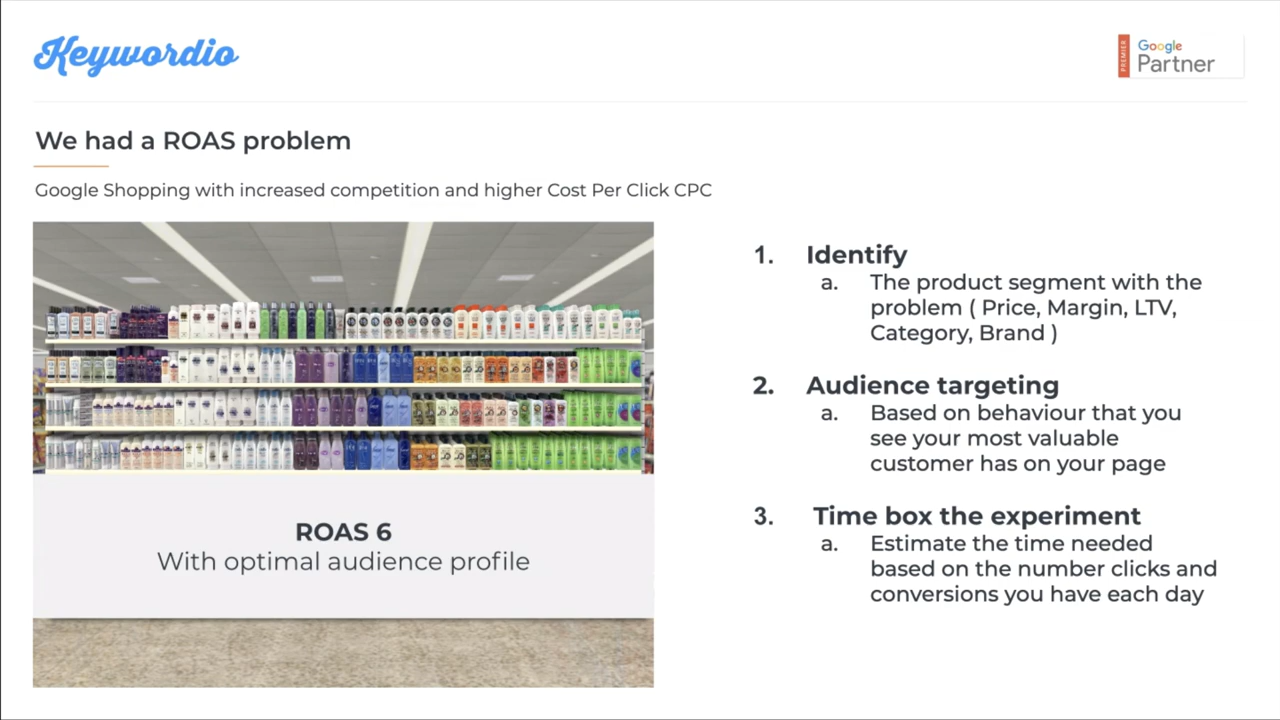 Keywordio
PREMIER
Google
Partner
We had a ROAS problem
Google Shopping with increased competition and higher Cost Per Click CPC
ROAS 6
With optimal audience profile
1. Identify
a. The product segment with the
problem ( Price, Margin, LTV,
Category, Brand )
2. Audience targeting
a. Based on behaviour that you
see your most valuable
customer has on your page
3. Time box the experiment
a. Estimate the time needed
based on the number clicks and
conversions you have each day